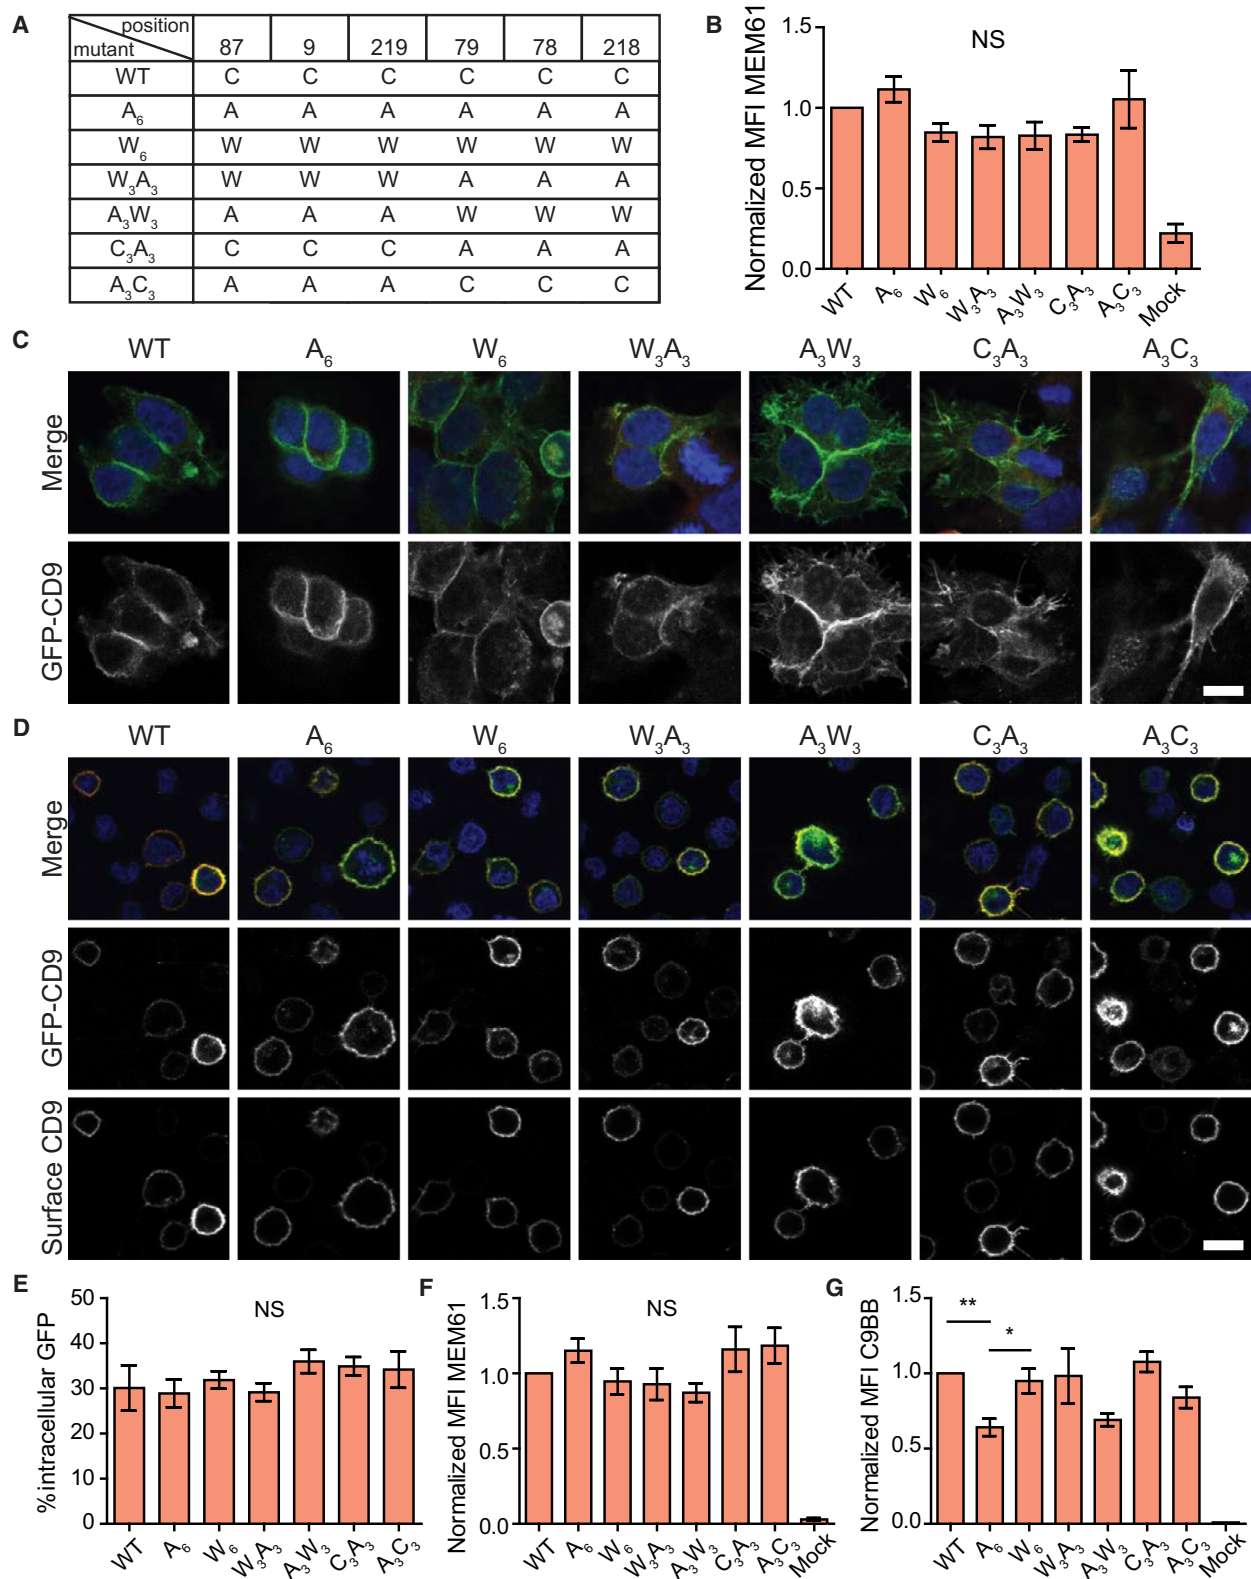 A
position
mutant 87 9 219 79 78 218
WT C C C C C C
A6 A A A A A A
W6 W W W W W W
W3A3 W W W A A A
A3W3 A A A W W W
C3A3 C C C A A A
A3C3 A A A C C C
B
NS
Normalized MFI MEM61
1.5
1.0
0.5
0.0
WT A6 W6 W3A3 A3W3 C3A3 A3C3 Mock
C
WT A6 W6 W3A3 A3W3 C3A3 A3C3
Merge
GFP-CD9
D
WT A6 W6 W3A3 A3W3 C3A3 A3C3
Merge
GFP-CD9
Surface CD9
E
NS
%intracellular GFP
50
40
30
20
10
0
WT A6 W6 W3A3 A3W3 C3A3 A3C3
F
NS
Normalized MFI MEM61
1.5
1.0
0.5
0.0
WT A6 W6 W3A3 A3W3 C3A3 A3C3 Mock
G
**
*
Normalized MFI C9BB
1.5
1.0
0.5
0.0
WT A6 W6 W3A3 A3W3 C3A3 A3C3 Mock